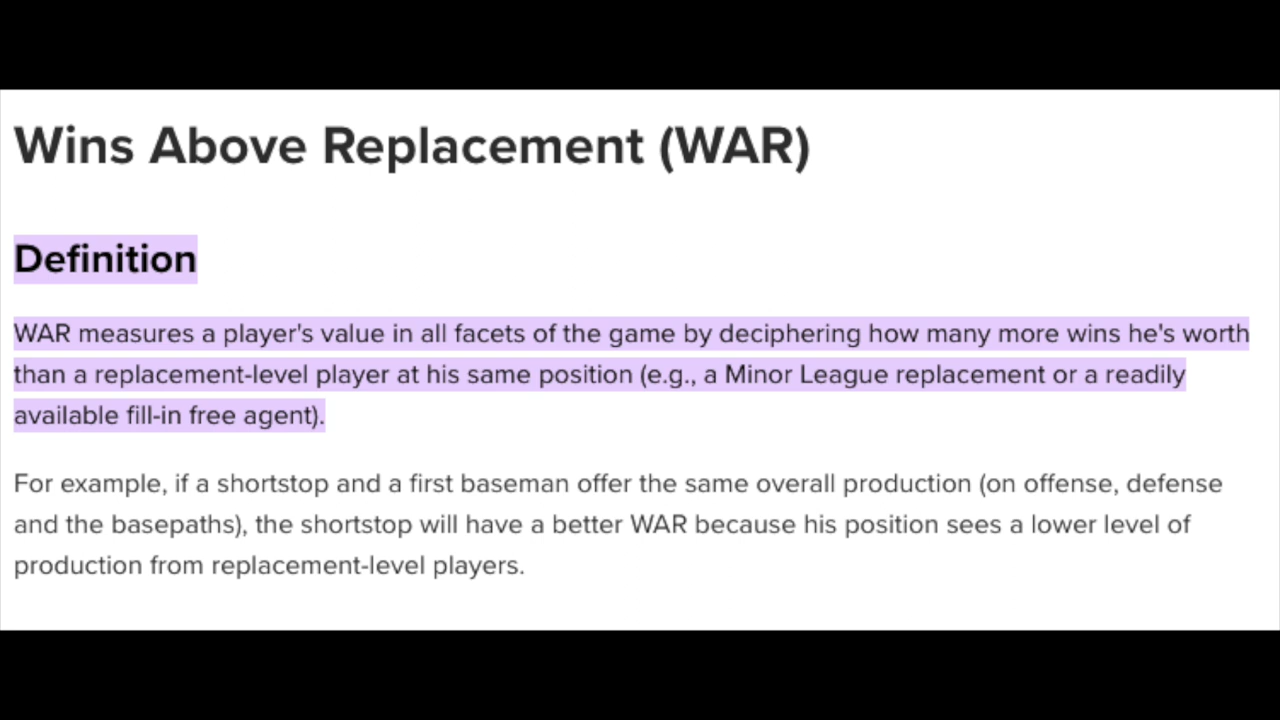 Wins Above Replacement (WAR)
Definition
WAR measures a player's value in all facets of the game by deciphering how many more wins he's worth
than a replacement-level player at his same position (e.g., a Minor League replacement or a readily
available fill-in free agent).
For example, if a shortstop and a first baseman offer the same overall production (on offense, defense
and the basepaths), the shortstop will have a better WAR because his position sees a lower level of
production from replacement-level players.